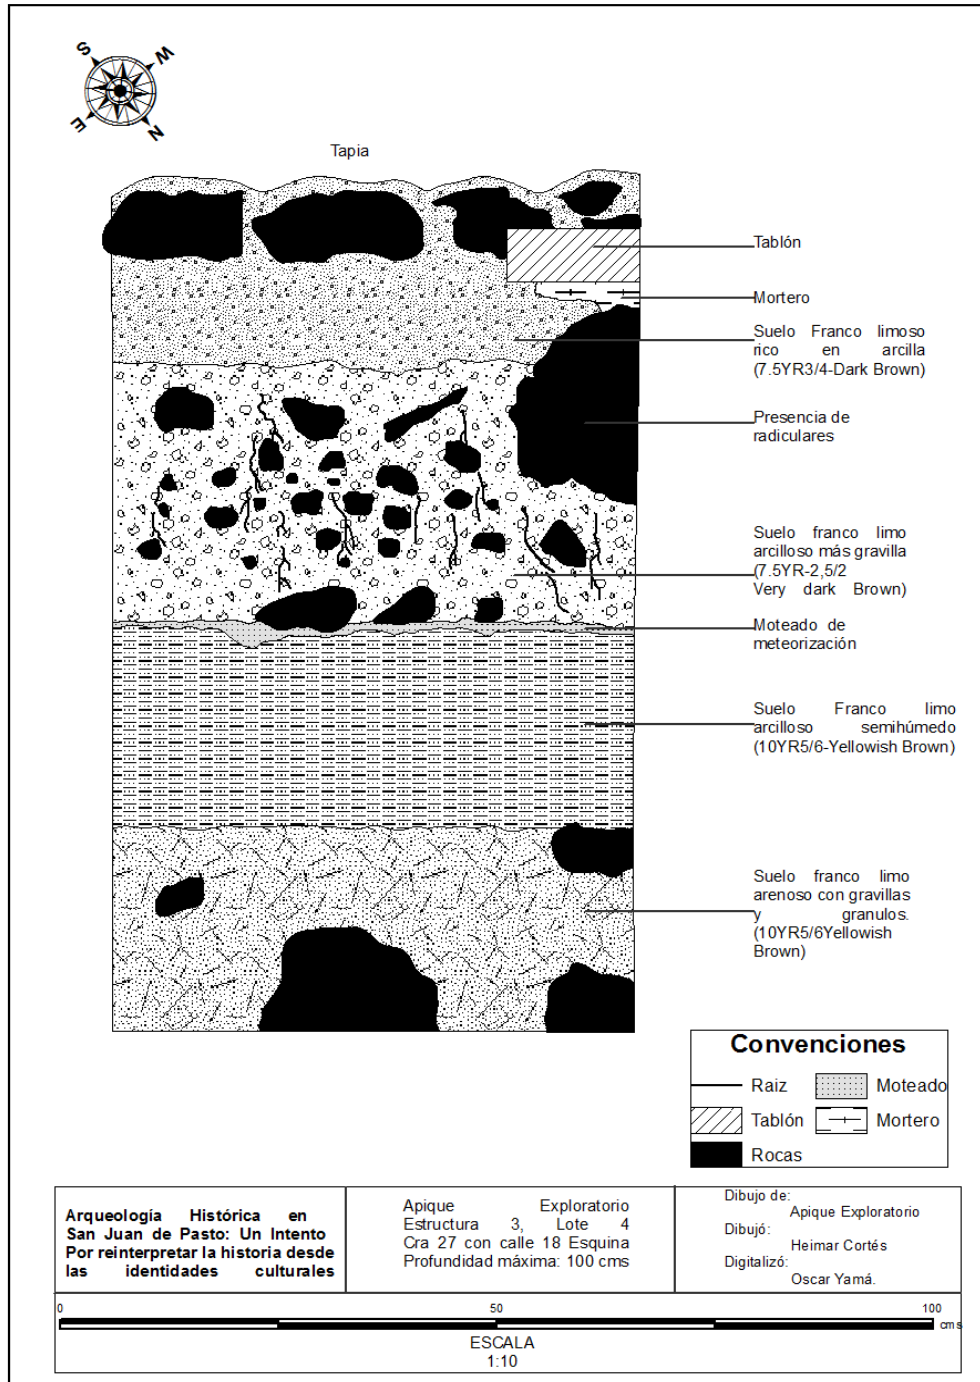 S
W
E
N
Tapia
Tablón
Mortero
Suelo Franco limoso
rico en arcilla
(7.5YR3/4-Dark Brown)
Presencia de
radiculares
Suelo franco limo
arcilloso más gravilla
(7.5YR-2,5/2
Very dark Brown)
Moteado de
meteorización
Suelo Franco limo
arcilloso semihúmedo
(10YR5/6-Yellowish Brown)
Suelo franco limo
arenoso con gravillas
y granulos.
(10YR5/6Yellowish
Brown)
Convenciones
Raiz
Moteado
Tablón
Mortero
Rocas
Arqueología Histórica en
San Juan de Pasto: Un Intento
Por reinterpretar la historia desde
las identidades culturales
Apique Exploratorio
Estructura 3, Lote 4
Cra 27 con calle 18 Esquina
Profundidad máxima: 100 cms
Dibujo de:
Apique Exploratorio
Dibujó:
Heimar Cortés
Digitalizó:
Oscar Yamá.
0 50 100
cms
ESCALA
1:10